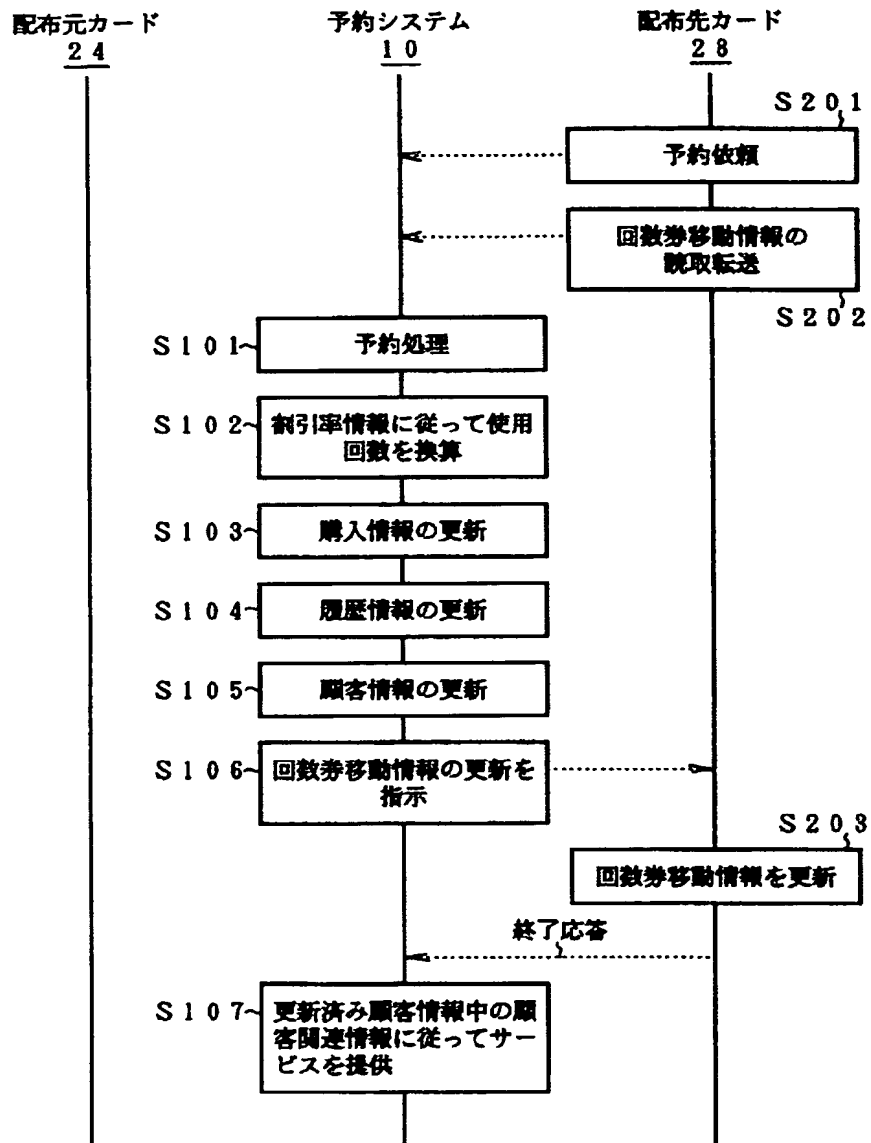 配布元カード
24
予約システム
10
配布先カード
28
S201
予約依頼
回数券移動情報の
読取転送
S202
S101
予約処理
S102
割引率情報に従って使用
回数を換算
S103
購入情報の更新
S104
履歴情報の更新
S105
顧客情報の更新
S106
回数券移動情報の更新を
指示
S203
回数券移動情報を更新
終了応答
S107
更新済み顧客情報中の顧
客関連情報に従ってサー
ビスを提供